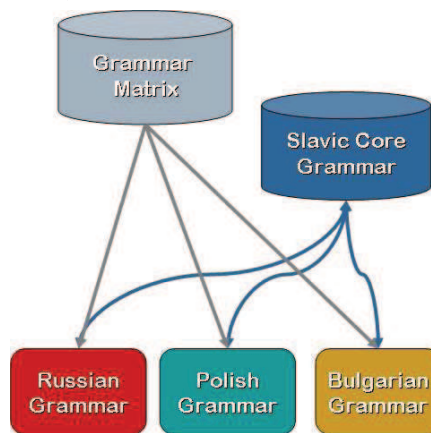 Grammar
Matrix
Slavic Core
Grammar
Russian
Grammar
Polish
Grammar
Bulgarian
Grammar